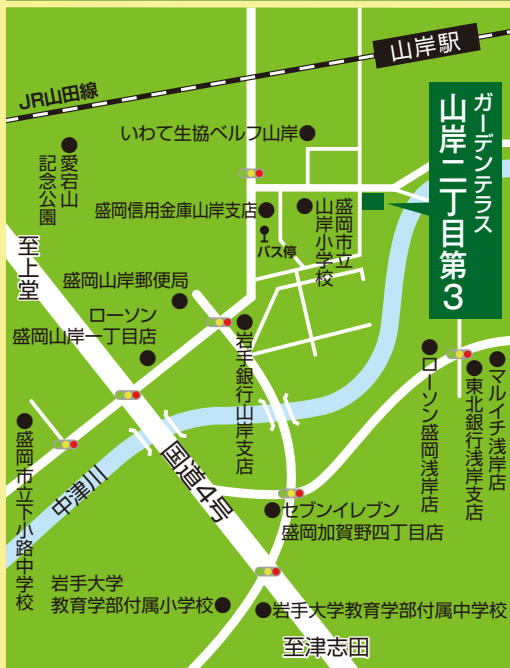 山岸駅
JR山田線
ガーデンテラス
山岸二丁目第3
いわて生協ベルフ山岸
愛宕山
記念公園
盛岡信用金庫山岸支店
盛岡市立
山岸小学校
バス停
至上堂
盛岡山岸郵便局
ローソン
盛岡山岸一丁目店
岩手銀行山岸支店
ローソン盛岡浅岸店
東北銀行浅岸支店
マルイチ浅岸店
盛岡市立下小路中学校
中津川
国道4号
セブンイレブン
盛岡加賀野四丁目店
岩手大学
教育学部付属小学校
岩手大学教育学部付属中学校
至津志田